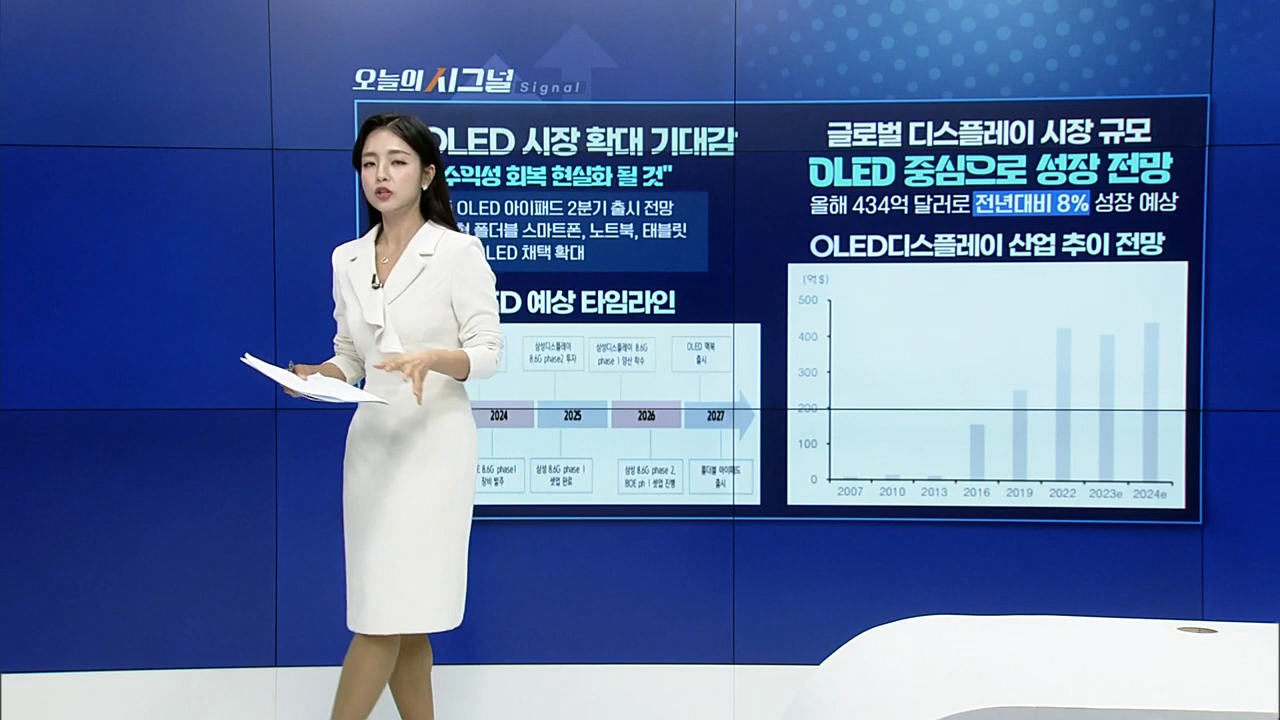 오늘의 시그널 Signal
OLED 시장 확대 기대감
수익성 회복 현실화 될 것"
OLED 아이패드 2분기 출시 전망
폴더블 스마트폰, 노트북, 태블릿
LED 채택 확대
ED 예상 타임라인
삼성디스플레이
8.6G phase2 투자
삼성디스플레이 8.6G
phase 1 양산 착수
OLED 맥북
출시
2024 2025 2026 2027
8.6G phase1
장비 발주
삼성 8.6G phase 1
셋업 완료
삼성 8.6G phase 2,
BOE ph 1 셋업 진행
폴더블 아이패드
출시
글로벌 디스플레이 시장 규모
OLED 중심으로 성장 전망
올해 434억 달러로 전년대비 8% 성장 예상
OLED디스플레이 산업 추이 전망
(억$)
500
400
300
200
100
0
2007 2010 2013 2016 2019 2022 2023e 2024e